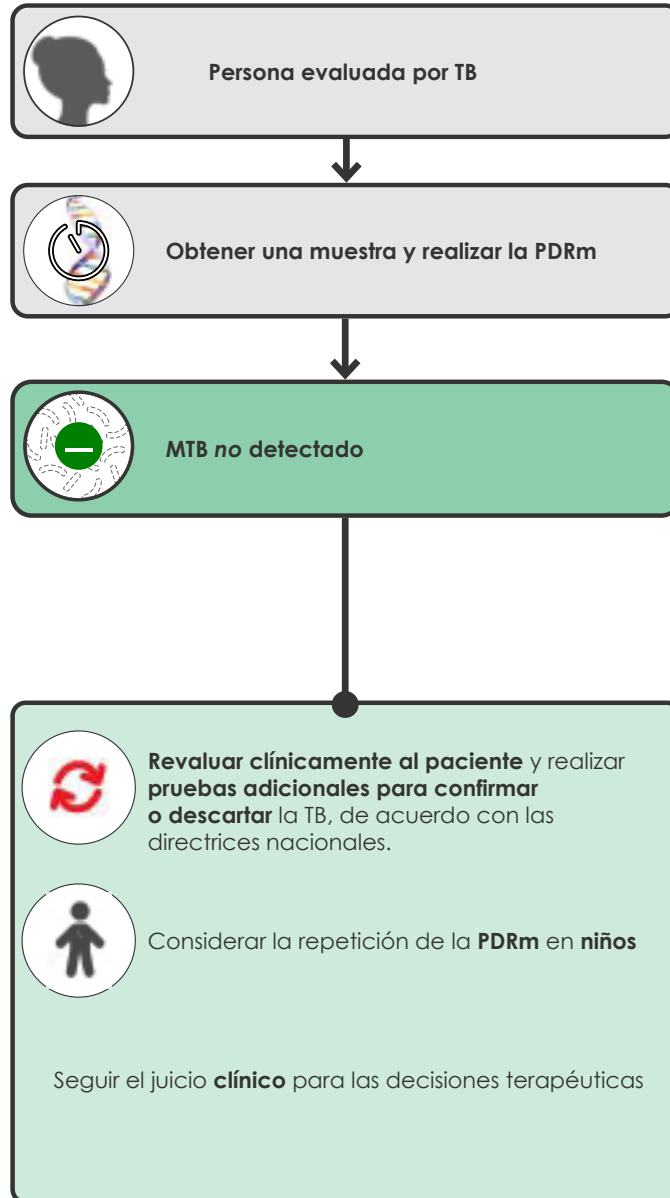 Persona evaluada por TB
Obtener una muestra y realizar la PDRm
MTB no detectado
Revaluar clínicamente al paciente y realizar
pruebas adicionales para confirmar
o descartar la TB, de acuerdo con las
directrices nacionales.
Considerar la repetición de la PDRm en niños
Seguir el juicio clínico para las decisiones terapéuticas